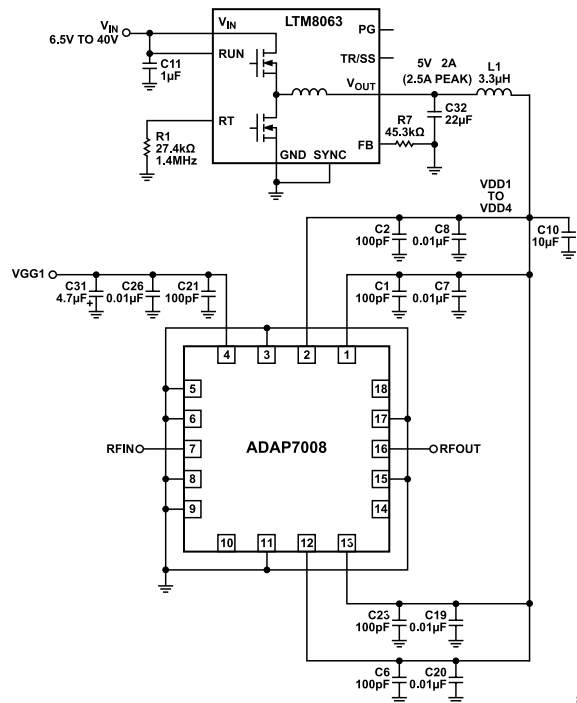 LTM8063
VIN
6.5V TO 40V
VIN
RUN
C11
1µF
RT
R1
27.4kΩ
1.4MHz
GND SYNC
PG
TR/SS
VOUT
FB
5V 2A
(2.5A PEAK)
L1
3.3µH
R7
45.3kΩ
C32
22µF
VDD1
TO
VDD4
C2
100pF
C8
0.01µF
C10
10µF
VGG1
C31
4.7µF
+
C26
0.01µF
C21
100pF
C1
100pF
C7
0.01µF
4 3 2 1
5 18
6 17
RFIN 7 ADAP7008 16 RFOUT
8 15
9 14
10 11 12 13
C23
100pF
C19
0.01µF
C6
100pF
C20
0.01µF